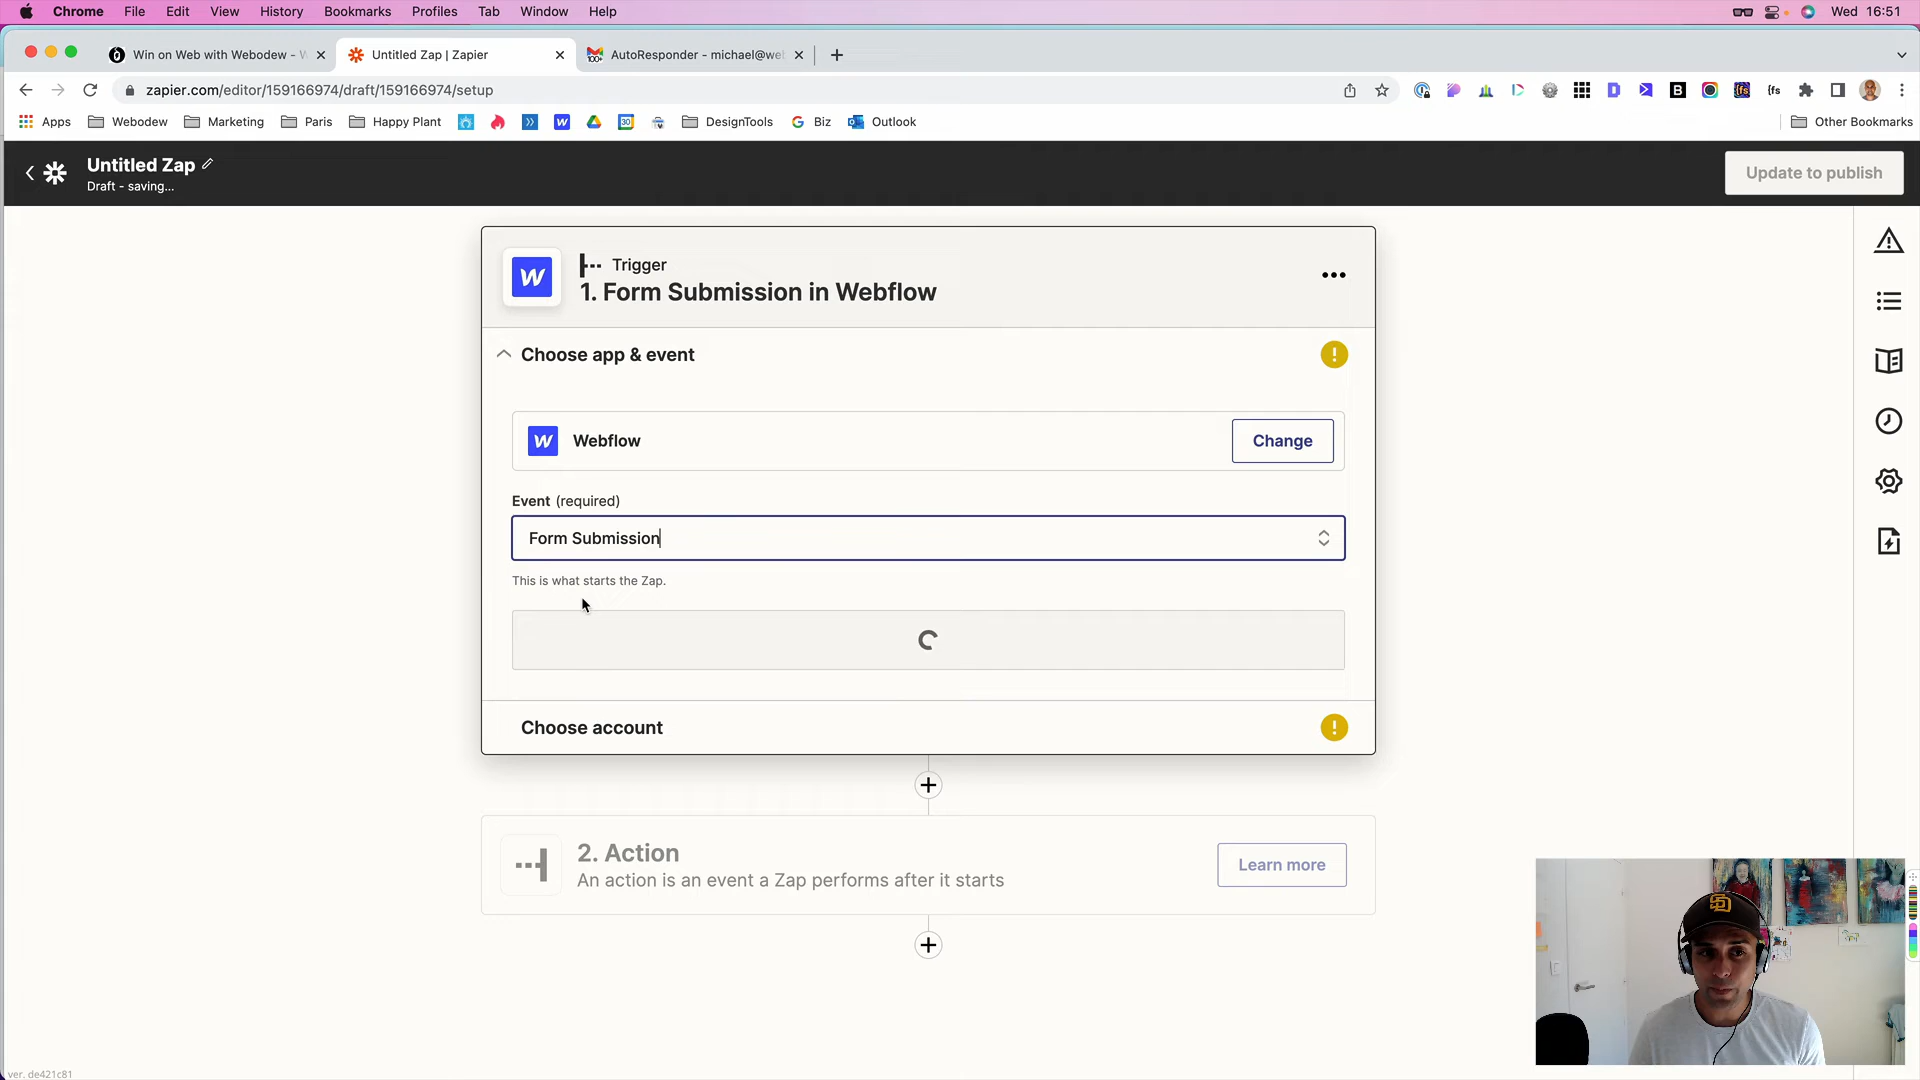 Chrome File Edit View History Bookmarks Profiles Tab Window Help Wed 16:51
Win on Web with Webodew - W Untitled Zap | Zapier AutoResponder - michael@we
zapier.com/editor/159166974/draft/159166974/setup
Apps Webodew Marketing Paris Happy Plant DesignTools Biz Outlook Other Bookmarks
Untitled Zap
Draft - saving...
Update to publish
Trigger
1. Form Submission in Webflow
Choose app & event
Webflow
Change
Event (required)
Form Submission
This is what starts the Zap.
Choose account
2. Action
An action is an event a Zap performs after it starts
Learn more
ver. de421c81